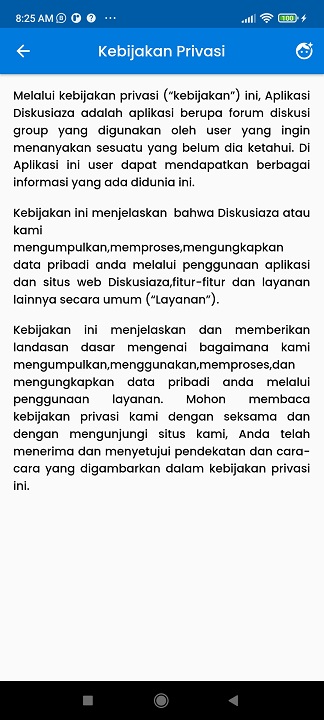 8:25 AM
100
Kebijakan Privasi
Melalui kebijakan privasi (“kebijakan”) ini, Aplikasi
Diskusiaza adalah aplikasi berupa forum diskusi
group yang digunakan oleh user yang ingin
menanyakan sesuatu yang belum dia ketahui. Di
Aplikasi ini user dapat mendapatkan berbagai
informasi yang ada didunia ini.
Kebijakan ini menjelaskan bahwa Diskusiaza atau
kami
mengumpulkan,memproses,mengungkapkan
data pribadi anda melalui penggunaan aplikasi
dan situs web Diskusiaza,fitur-fitur dan layanan
lainnya secara umum (“Layanan”).
Kebijakan ini menjelaskan dan memberikan
landasan dasar mengenai bagaimana kami
mengumpulkan,menggunakan,memproses,dan
mengungkapkan data pribadi anda melalui
penggunaan layanan. Mohon membaca
kebijakan privasi kami dengan seksama dan
dengan mengunjungi situs kami, Anda telah
menerima dan menyetujui pendekatan dan cara-
cara yang digambarkan dalam kebijakan privasi
ini.